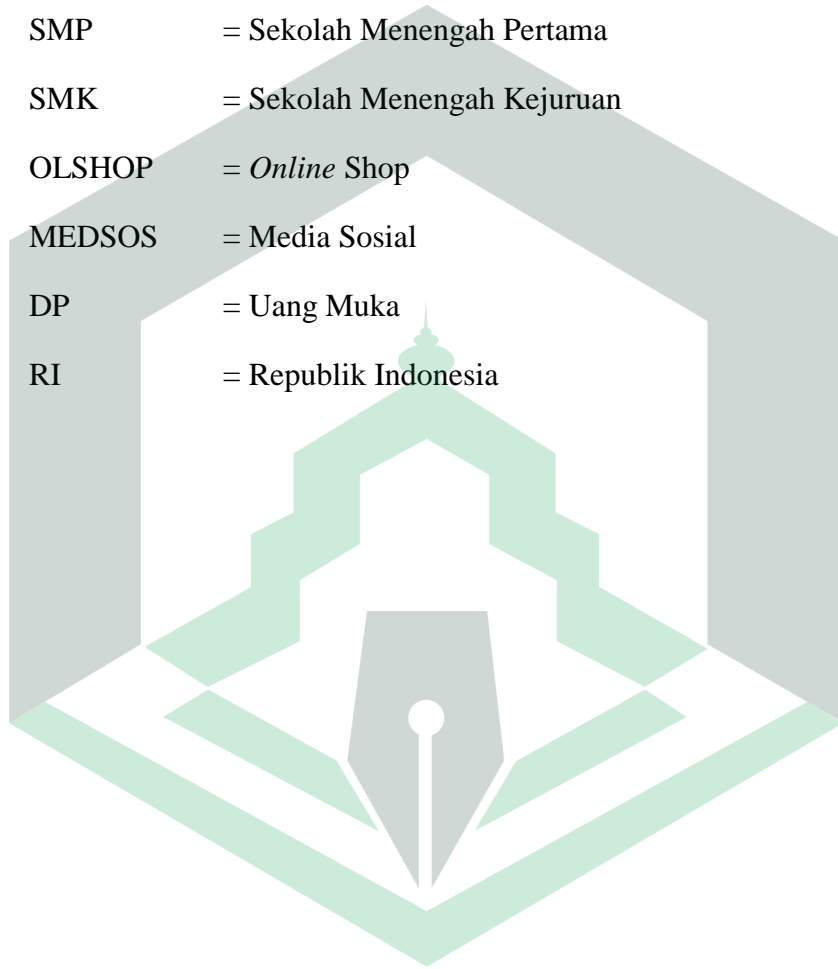 SMP = Sekolah Menengah Pertama
SMK = Sekolah Menengah Kejuruan
OLSHOP = Online Shop
MEDSOS = Media Sosial
DP = Uang Muka
RI = Republik Indonesia